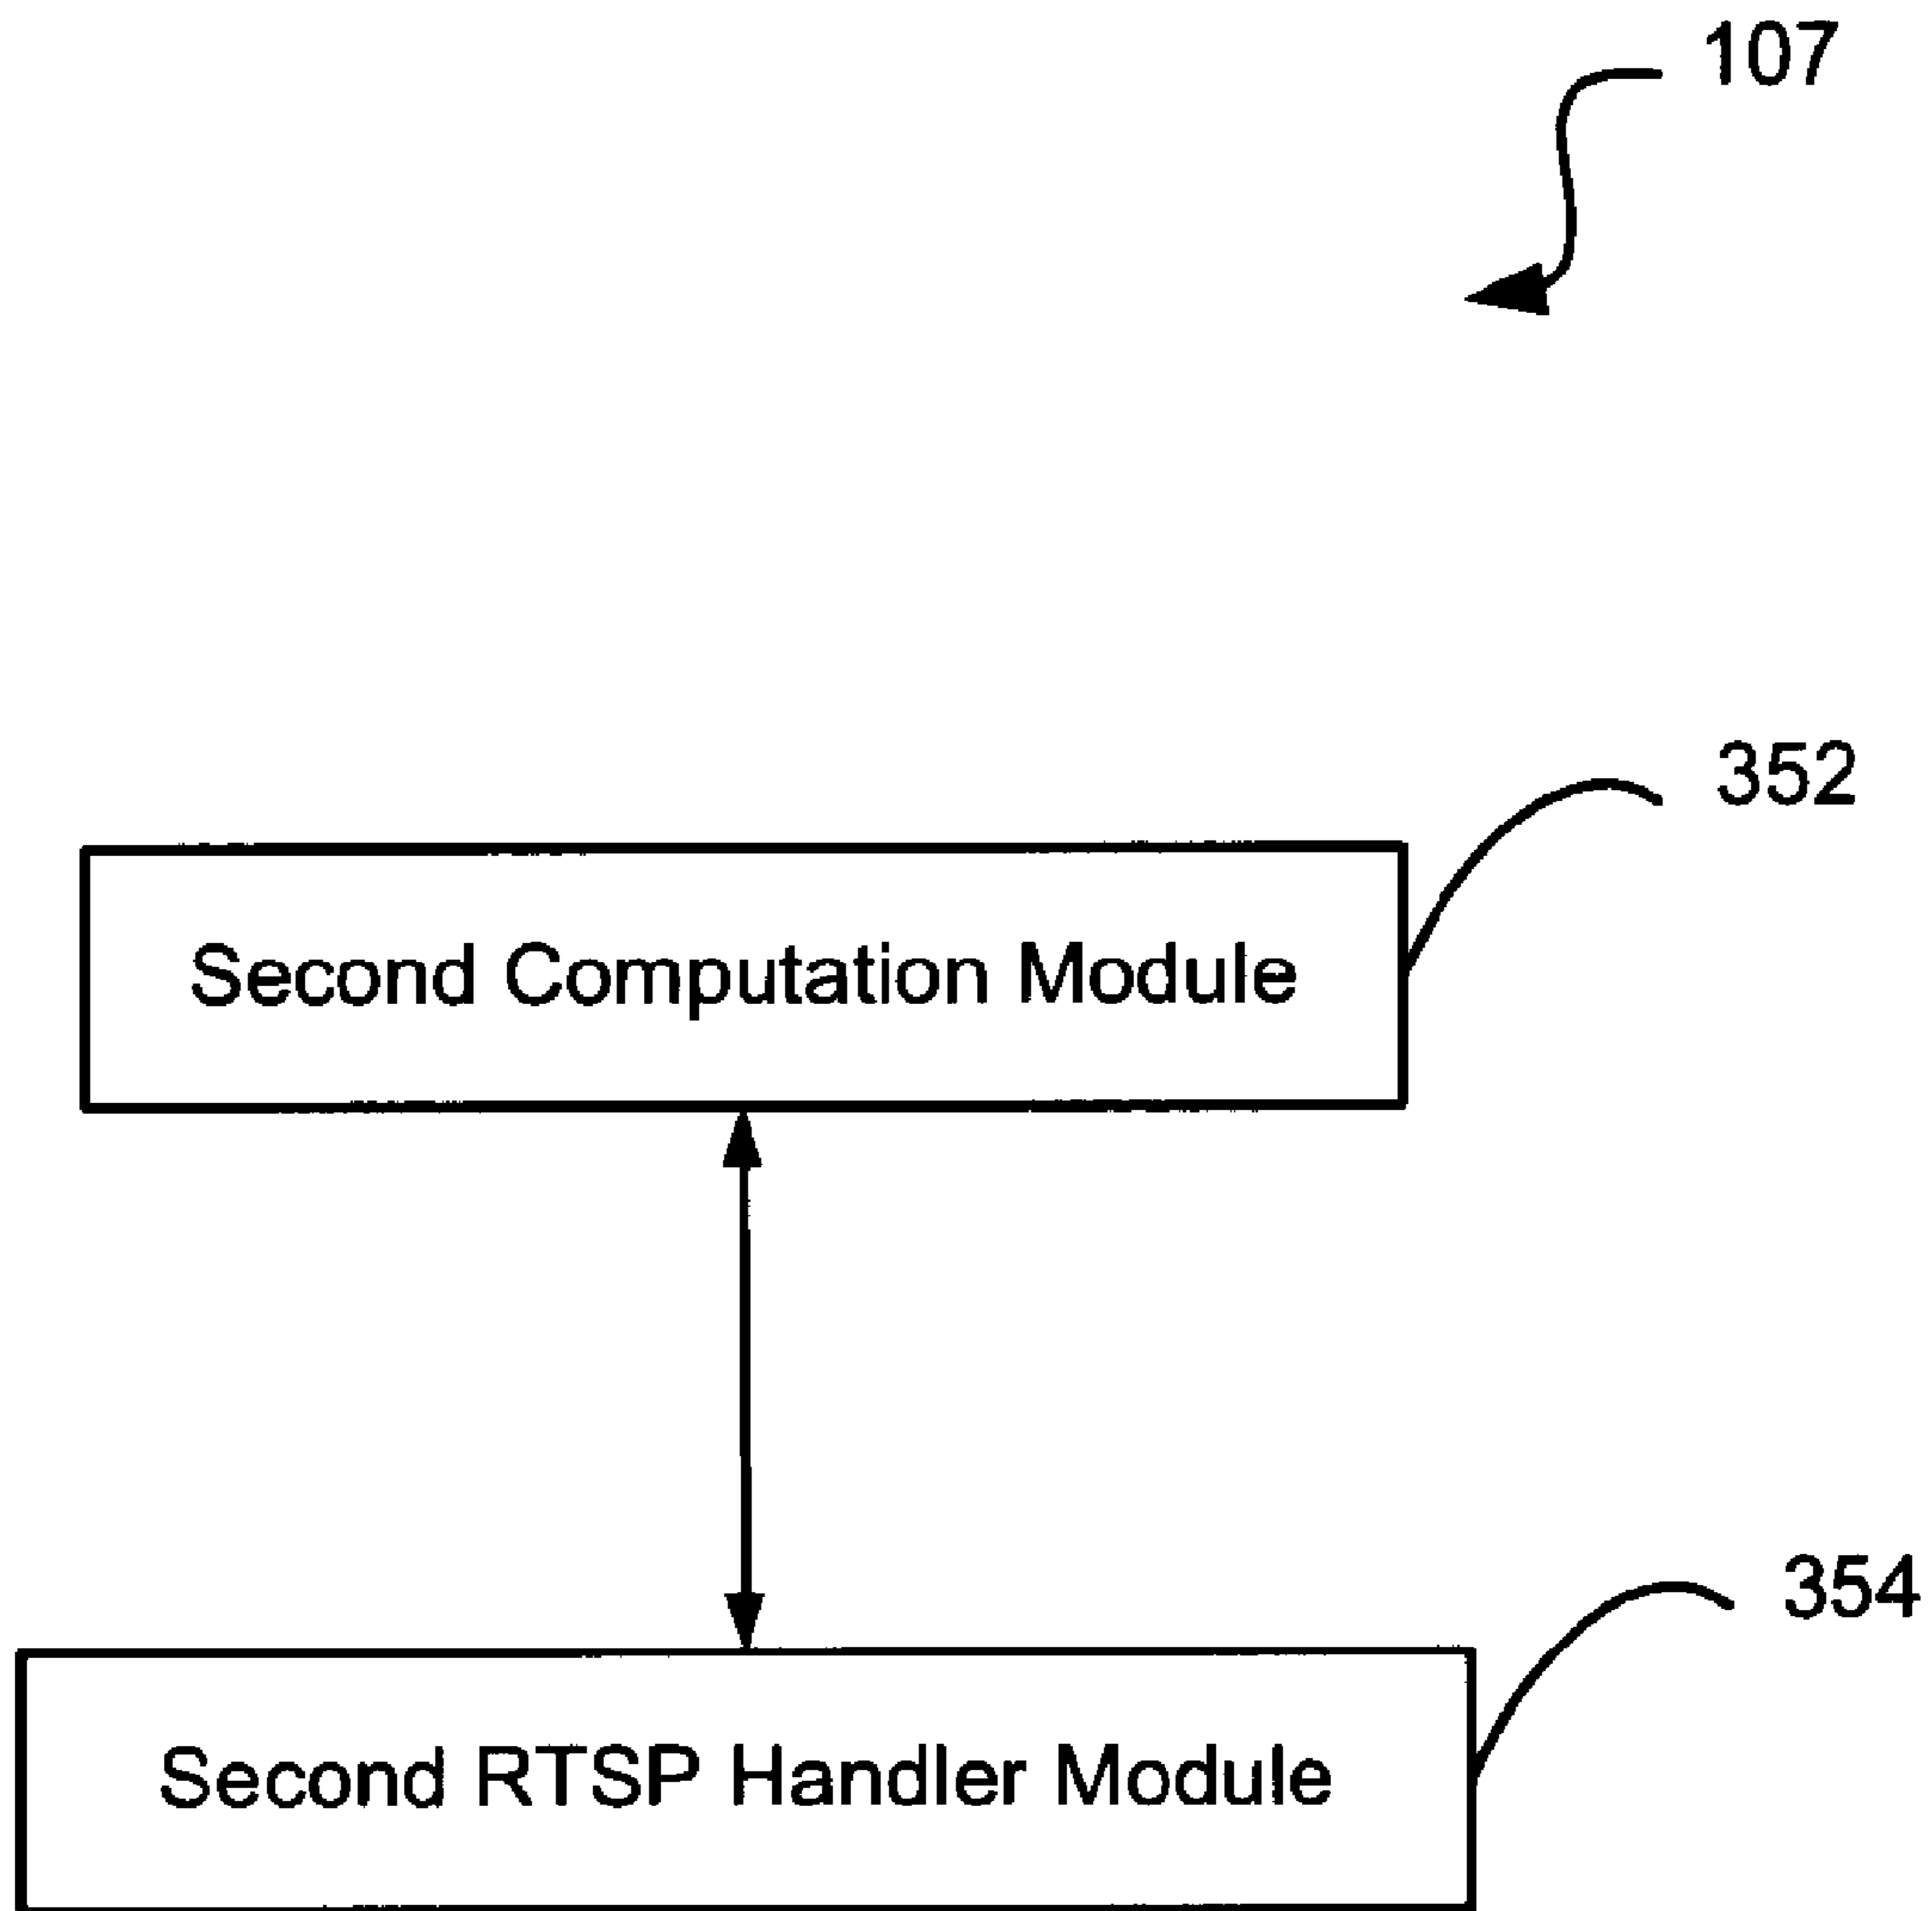 107
352
Second Computation Module
354
Second RTSP Handler Module